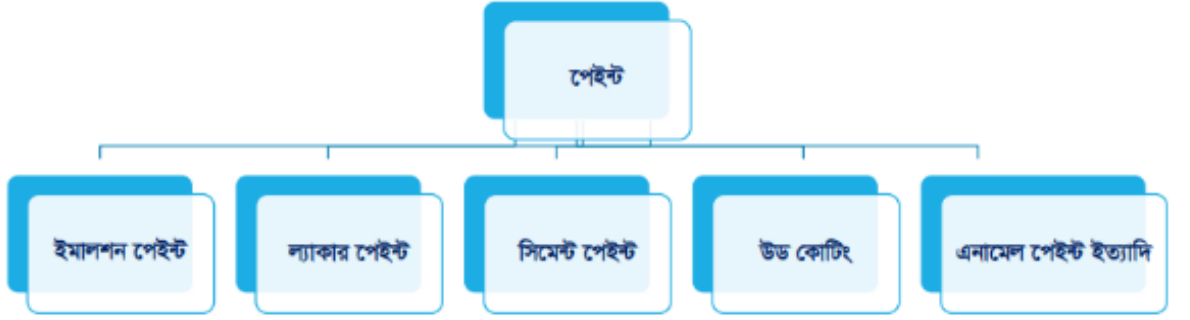 পেইন্ট
ইমালশন পেইন্ট
ল্যাকার পেইন্ট
সিমেন্ট পেইন্ট
উড কোটিং
এনামেল পেইন্ট ইত্যাদি